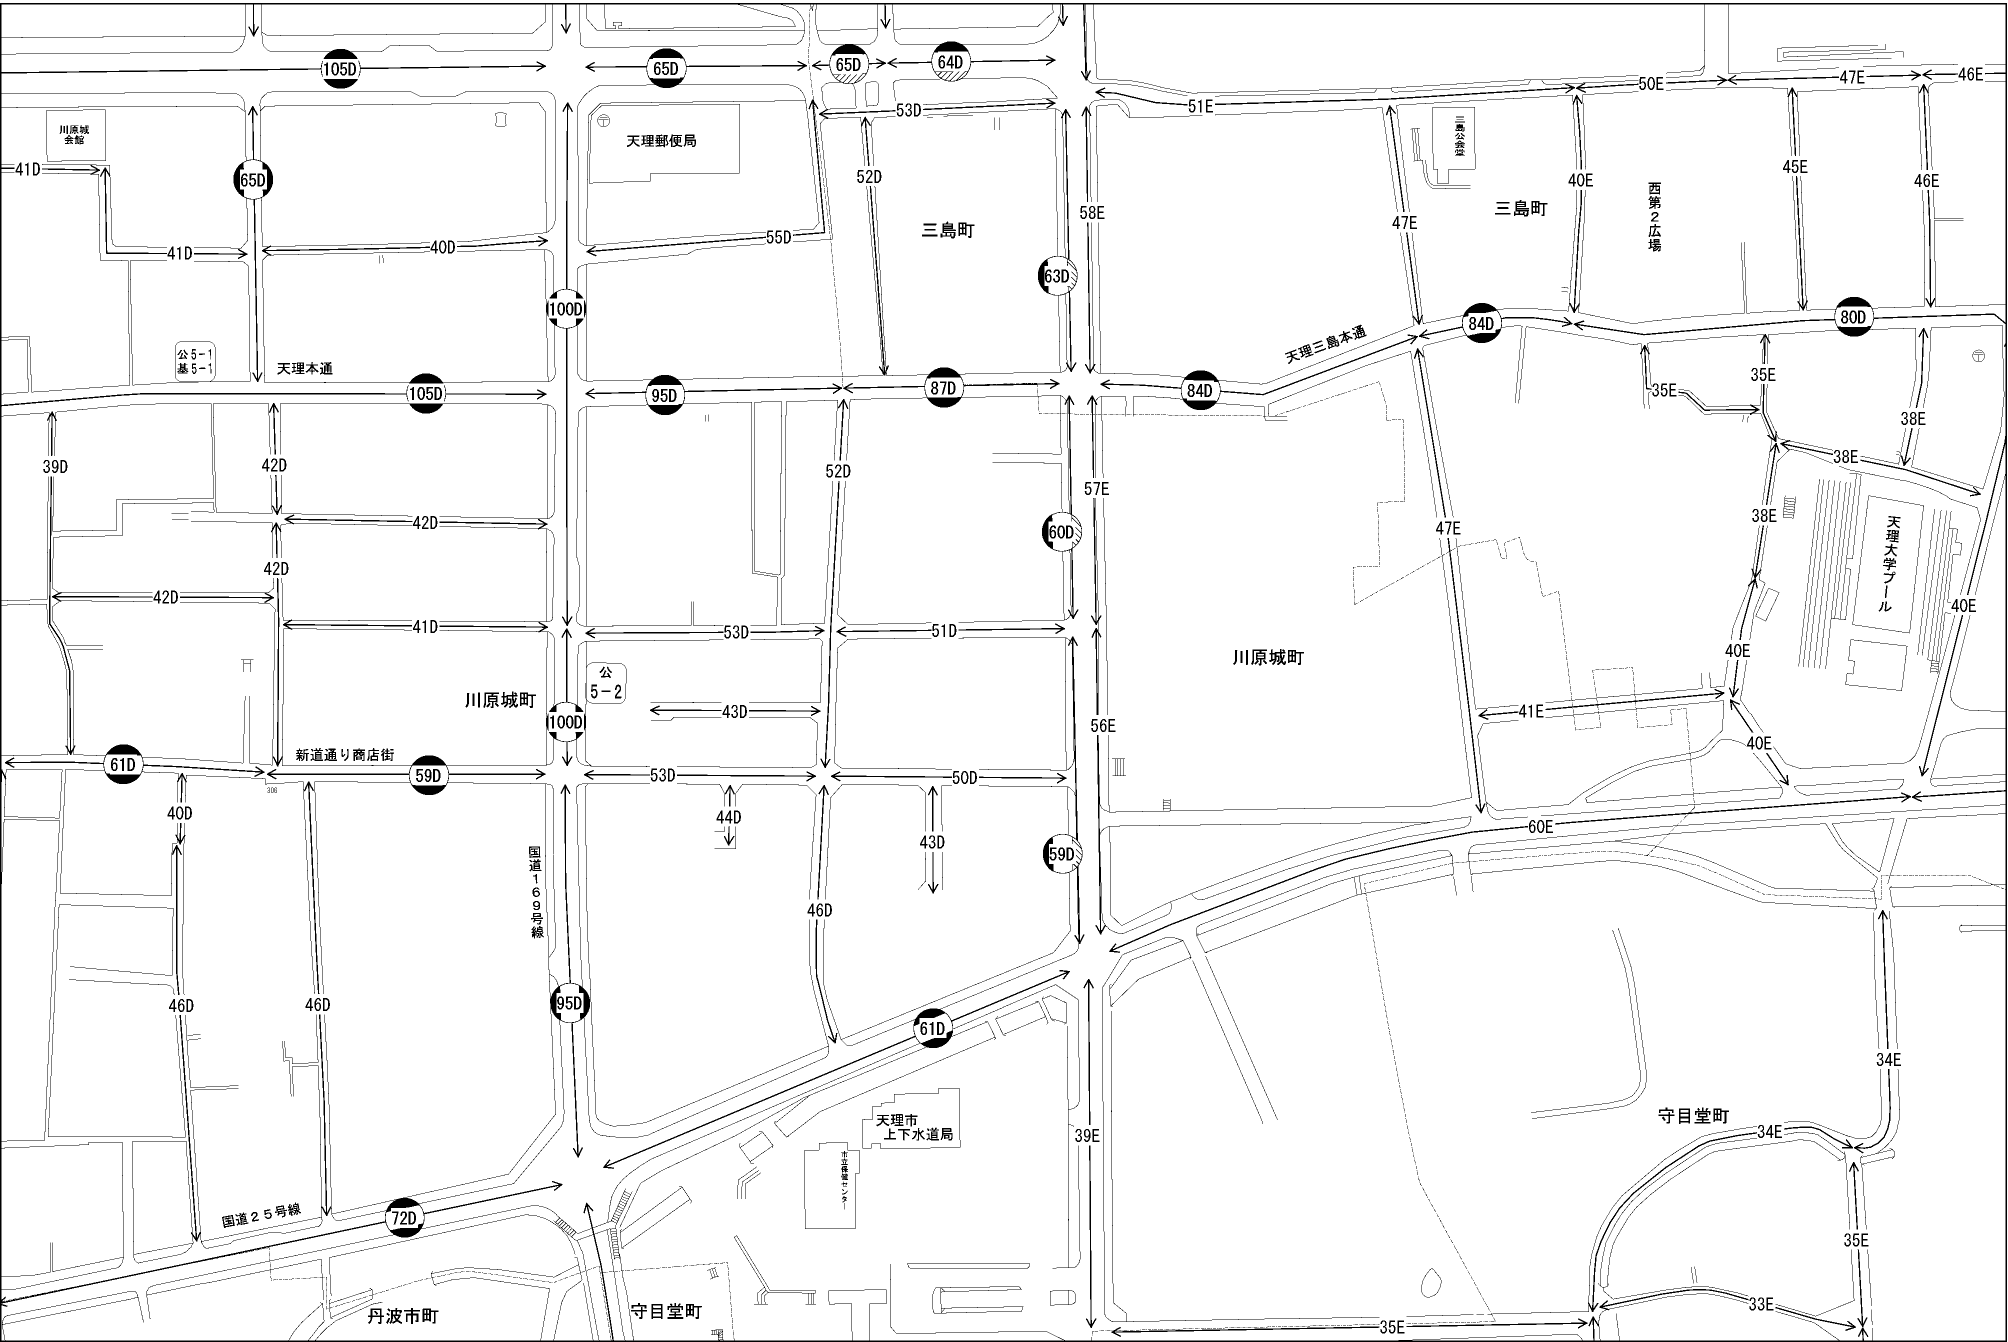 105D
65D
65D
64D
50E
47E
46E
51E
53D
川原城
会館
天理郵便局
三島公会堂
41D
65D
52D
47E
40E
45E
46E
58E
三島町
三島町
西第２広場
41D
40D
55D
63D
100D
84D
80D
天理三島本通
公5-1
基5-1
天理本通
105D
95D
87D
84D
35E
35E
38E
39D
42D
52D
38E
57E
42D
60D
47E
38E
天理大学プール
42D
42D
40E
41D
53D
51D
川原城町
40E
公
5-2
川原城町
43D
100D
41E
56E
40E
新道通り商店街
61D
59D
53D
50D
306
40D
44D
43D
60E
59D
国道１６９号線
46D
46D
46D
95D
61D
34E
天理市
上下水道局
守目堂町
34E
39E
市立保健センター
国道２５号線
72D
35E
丹波市町
守目堂町
33E
35E